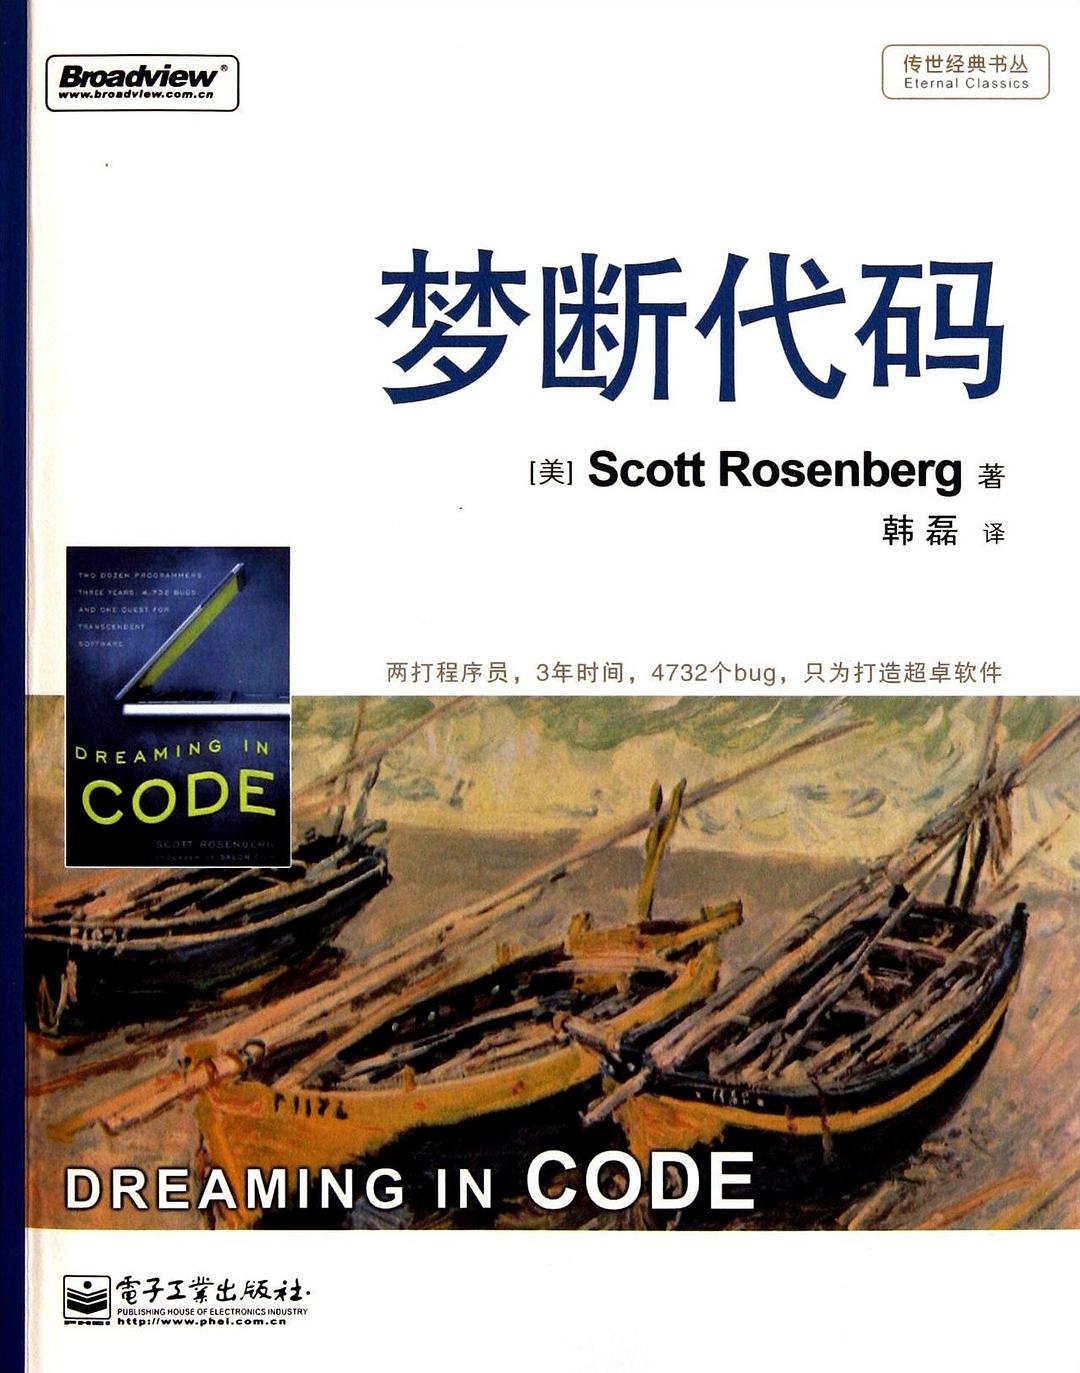 Broadview®
www.broadview.com.cn
传世经典书丛
Eternal Classics
梦断代码
[美] Scott Rosenberg 著
韩磊 译
TWO DOZEN PROGRAMMERS,
THREE YEARS, 4,732 BUGS,
AND ONE QUEST FOR
TRANSCENDENT
SOFTWARE
DREAMING IN
CODE
SCOTT ROSENBERG
两打程序员，3年时间，4732个bug，只为打造超卓软件
DREAMING IN CODE
電子工業出版社·
PUBLISHING HOUSE OF ELECTRONICS INDUSTRY
http://www.phei.com.cn
PHEI